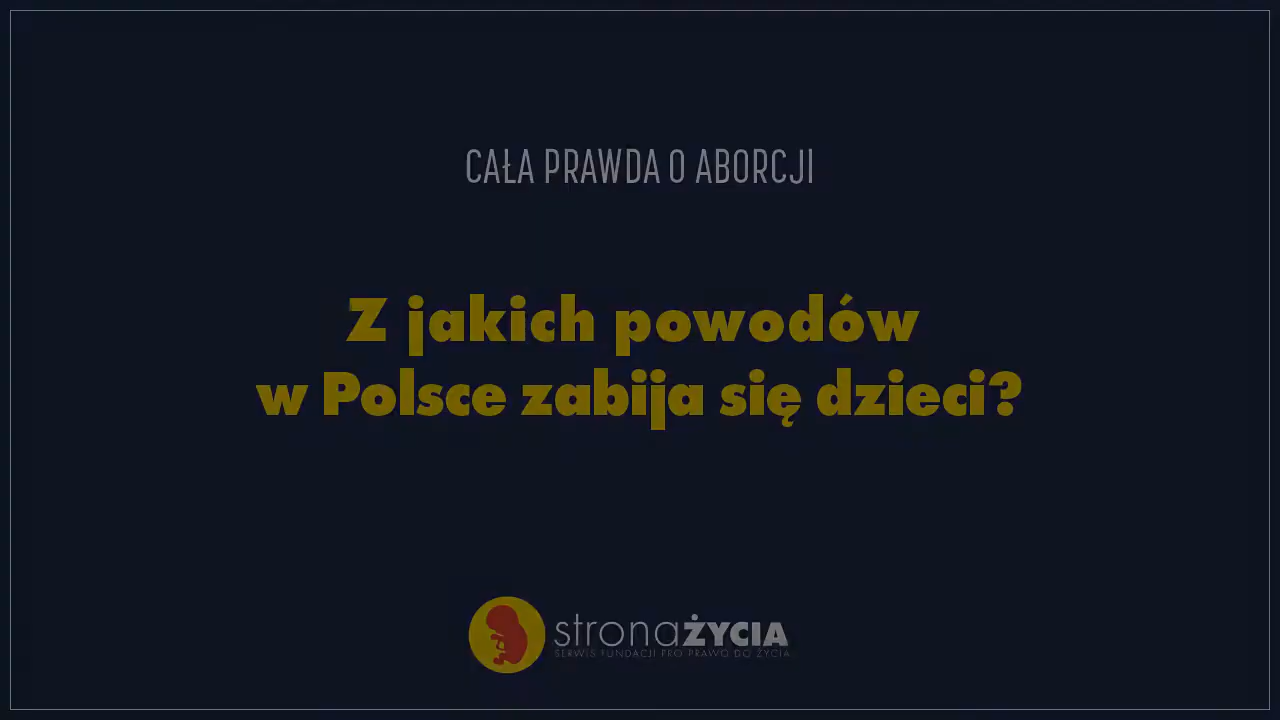 CAŁA PRAWDA O ABORCJI
Z jakich powodów
w Polsce zabija się dzieci?
stronaŻYCIA
SERWIS FUNDACJI PRO PRAWO DO ŻYCIA